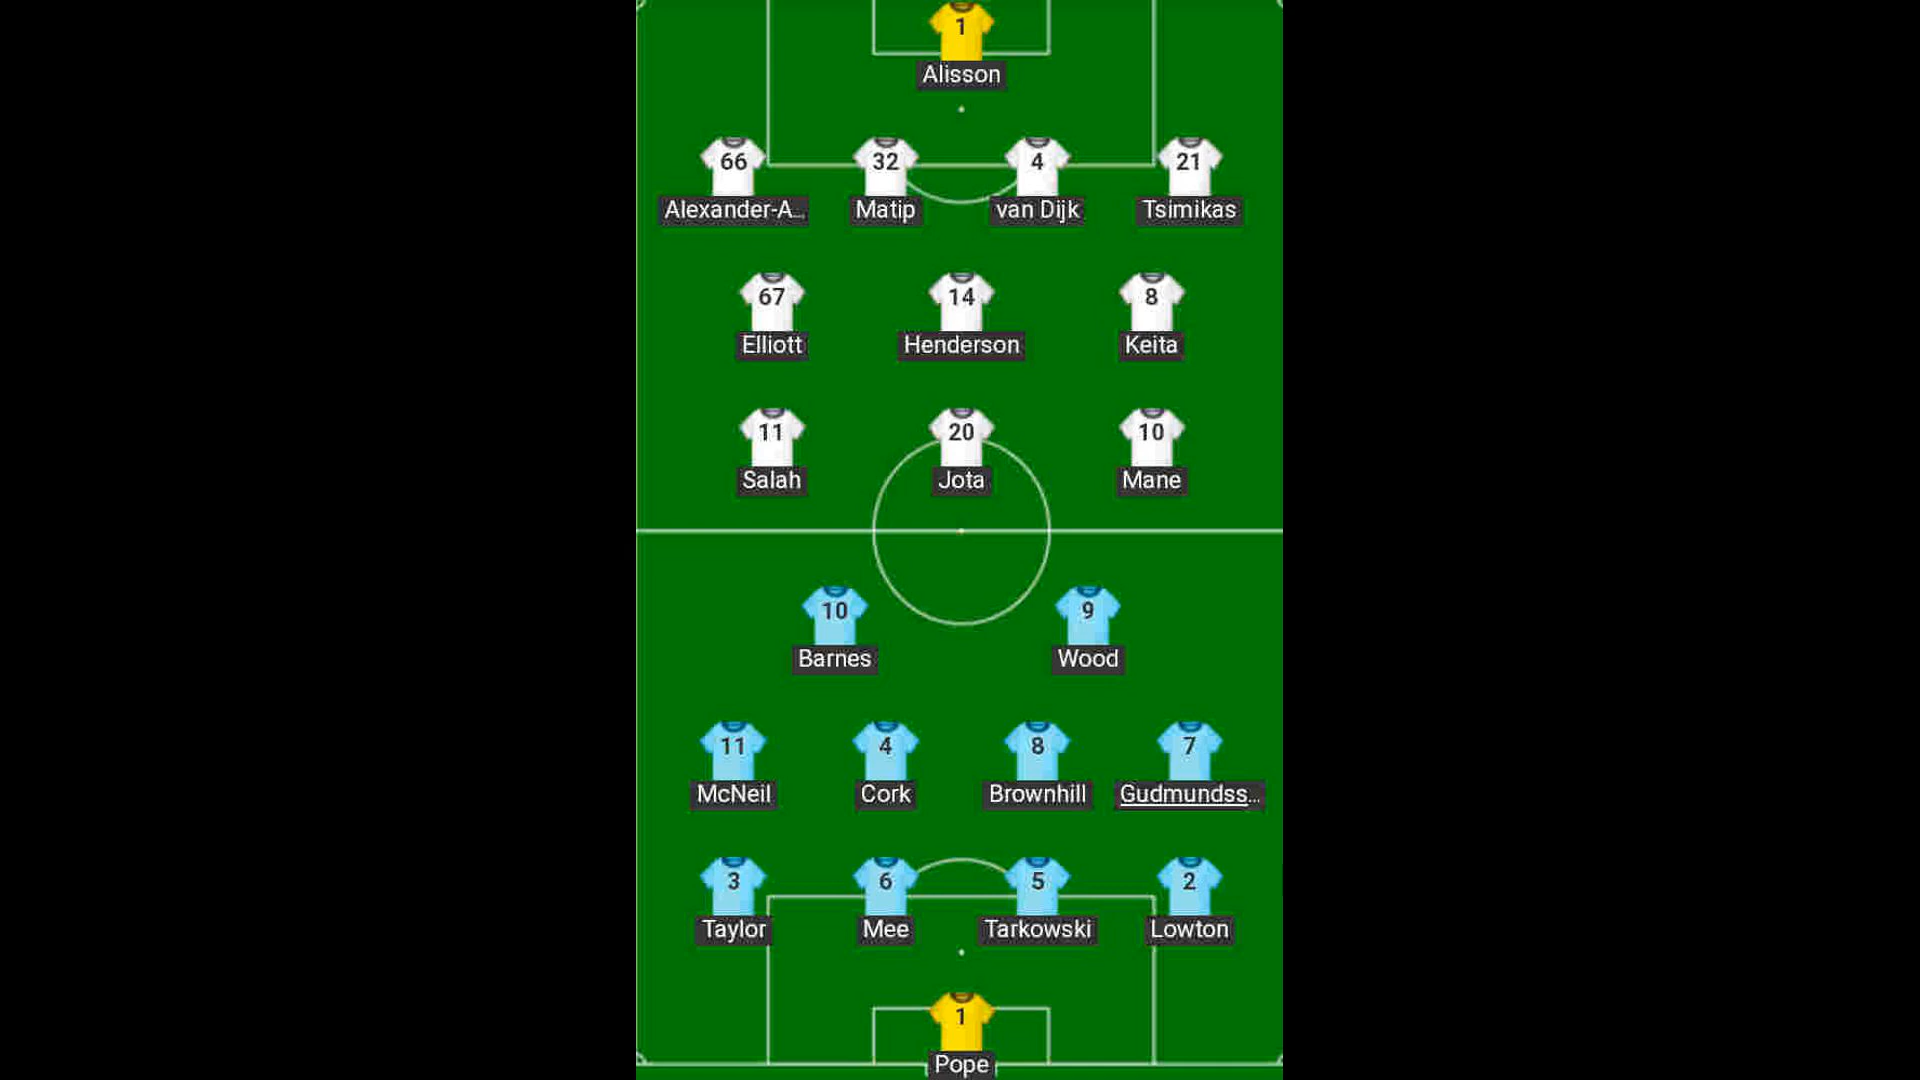 1
Alisson
66 32 4 21
Alexander-A... Matip van Dijk Tsimikas
67 14 8
Elliott Henderson Keita
11 20 10
Salah Jota Mane
10 9
Barnes Wood
11 4 8 7
McNeil Cork Brownhill Gudmundss...
3 6 5 2
Taylor Mee Tarkowski Lowton
1
Pope